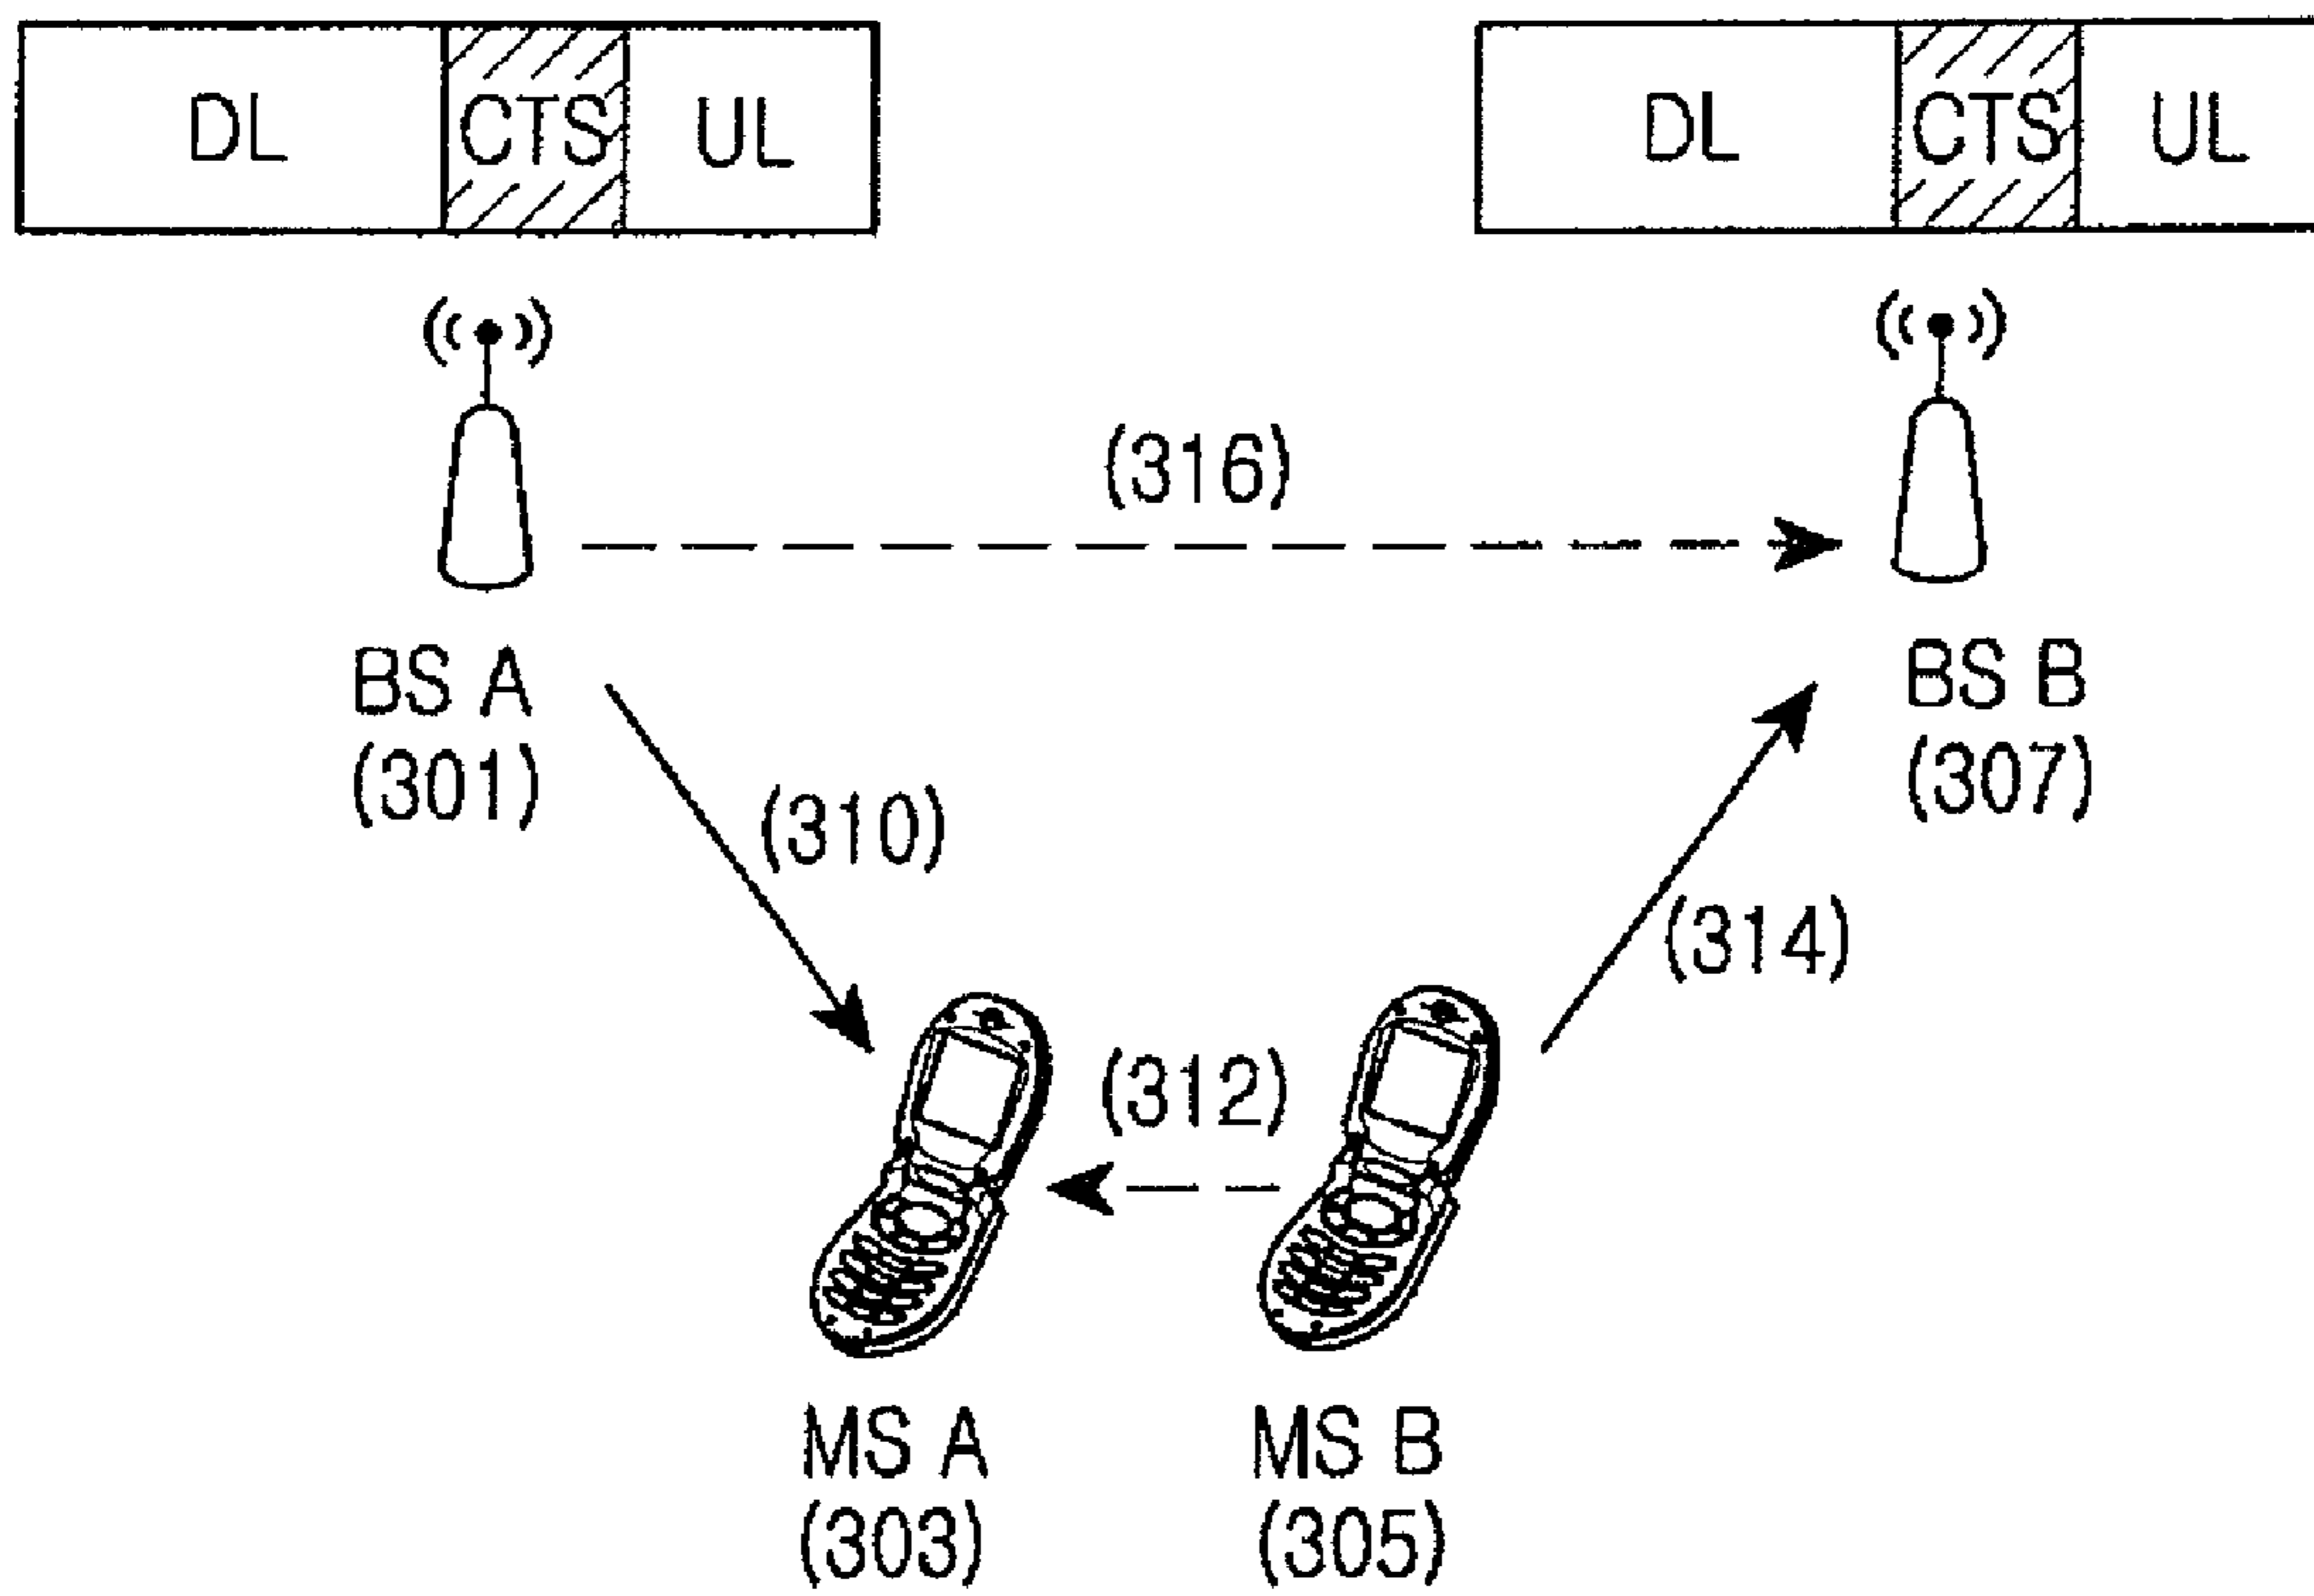 DL CTS UL
DL CTS UL
(316)
BS A
(301)
BS B
(307)
(310)
(314)
(312)
MS A
(303)
MS B
(305)